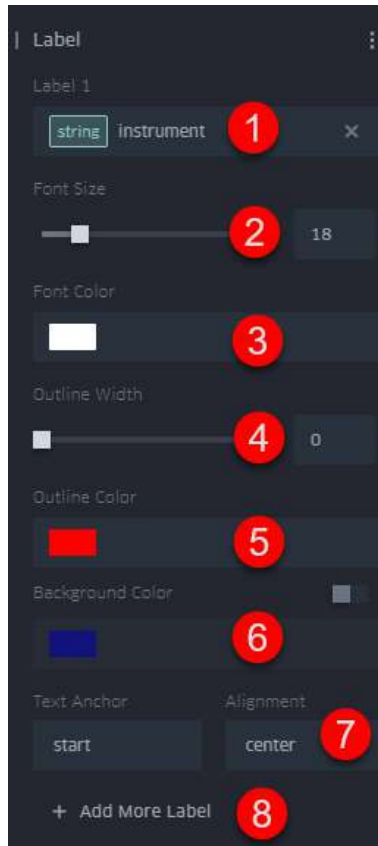 Label
Label 1
string instrument 1
Font Size
2 18
Font Color
3
Outline Width
4 0
Outline Color
5
Background Color
6
Text Anchor Alignment
start center 7
+ Add More Label 8